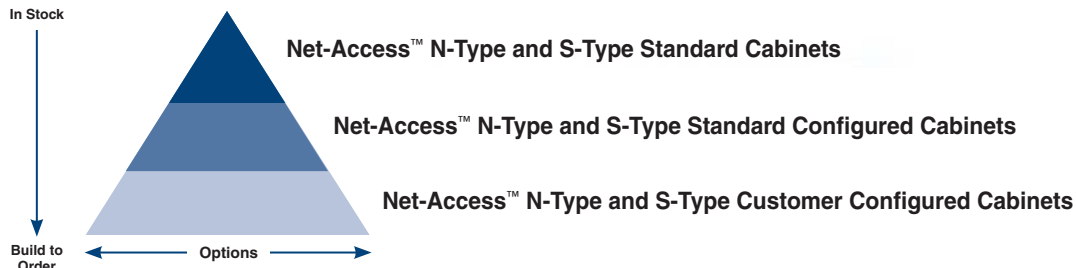 In Stock
Net-Access™ N-Type and S-Type Standard Cabinets
Net-Access™ N-Type and S-Type Standard Configured Cabinets
Net-Access™ N-Type and S-Type Customer Configured Cabinets
Build to
Order
Options